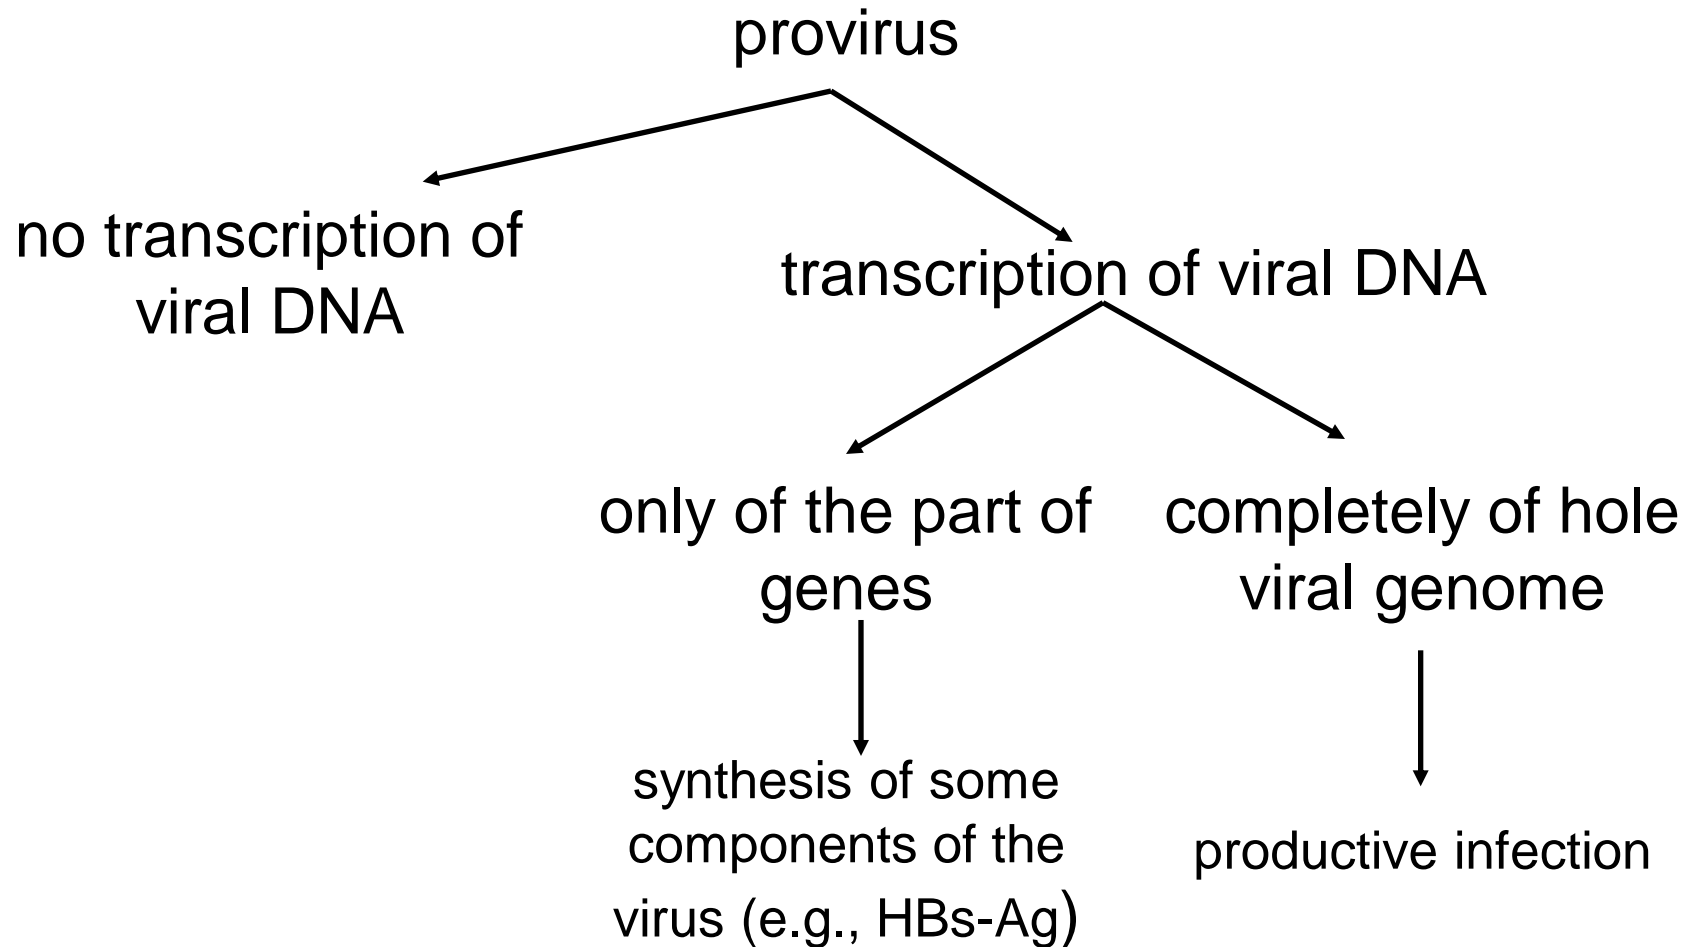 provirus
no transcription of
viral DNA
transcription of viral DNA
only of the part of
genes
completely of hole
viral genome
synthesis of some
components of the
virus (e.g., HBs-Ag)
productive infection